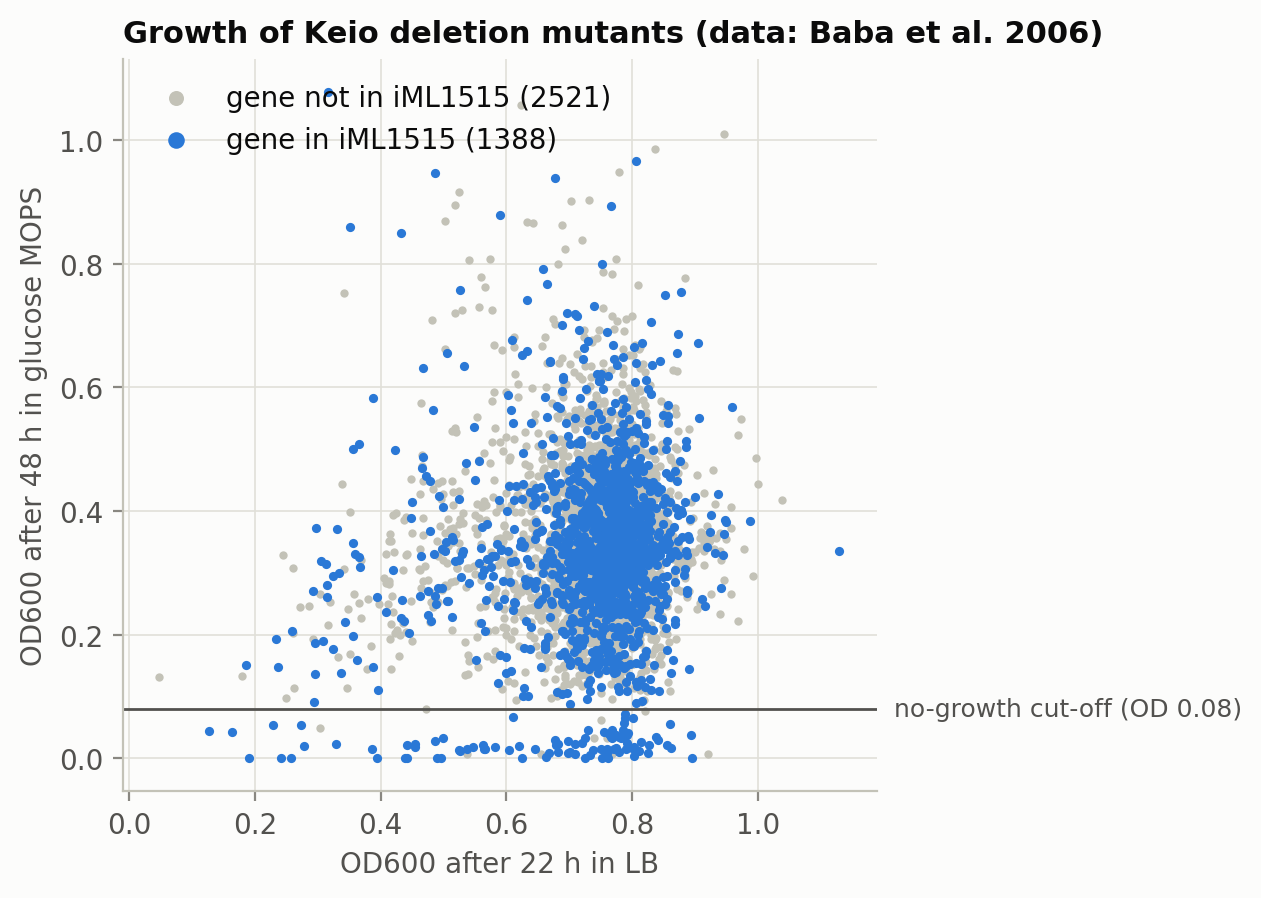 Growth of Keio deletion mutants (data: Baba et al. 2006)
gene not in iML1515 (2521)
gene in iML1515 (1388)
OD600 after 48 h in glucose MOPS
1.0
0.8
0.6
0.4
0.2
0.0
no-growth cut-off (OD 0.08)
0.0 0.2 0.4 0.6 0.8 1.0
OD600 after 22 h in LB